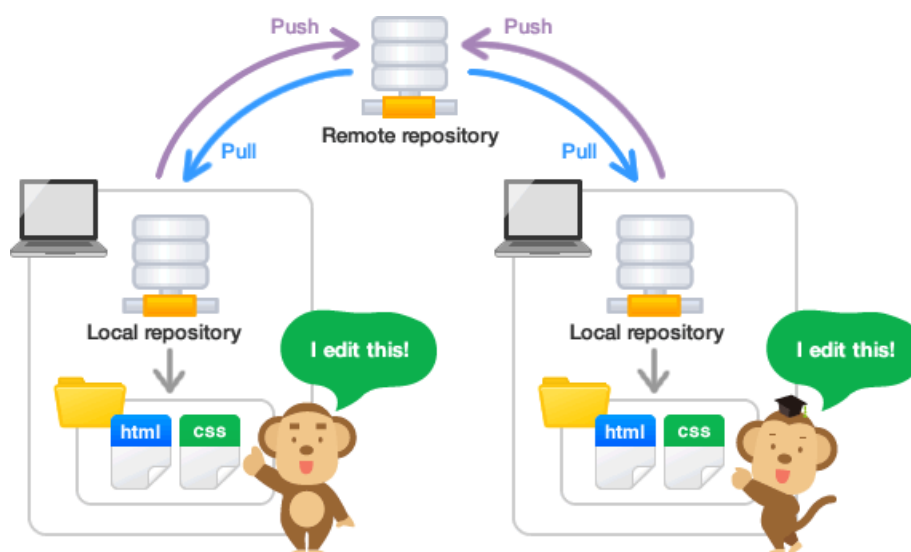 Push
Push
Remote repository
Pull
Pull
Local repository
Local repository
I edit this!
I edit this!
html
css
html
css